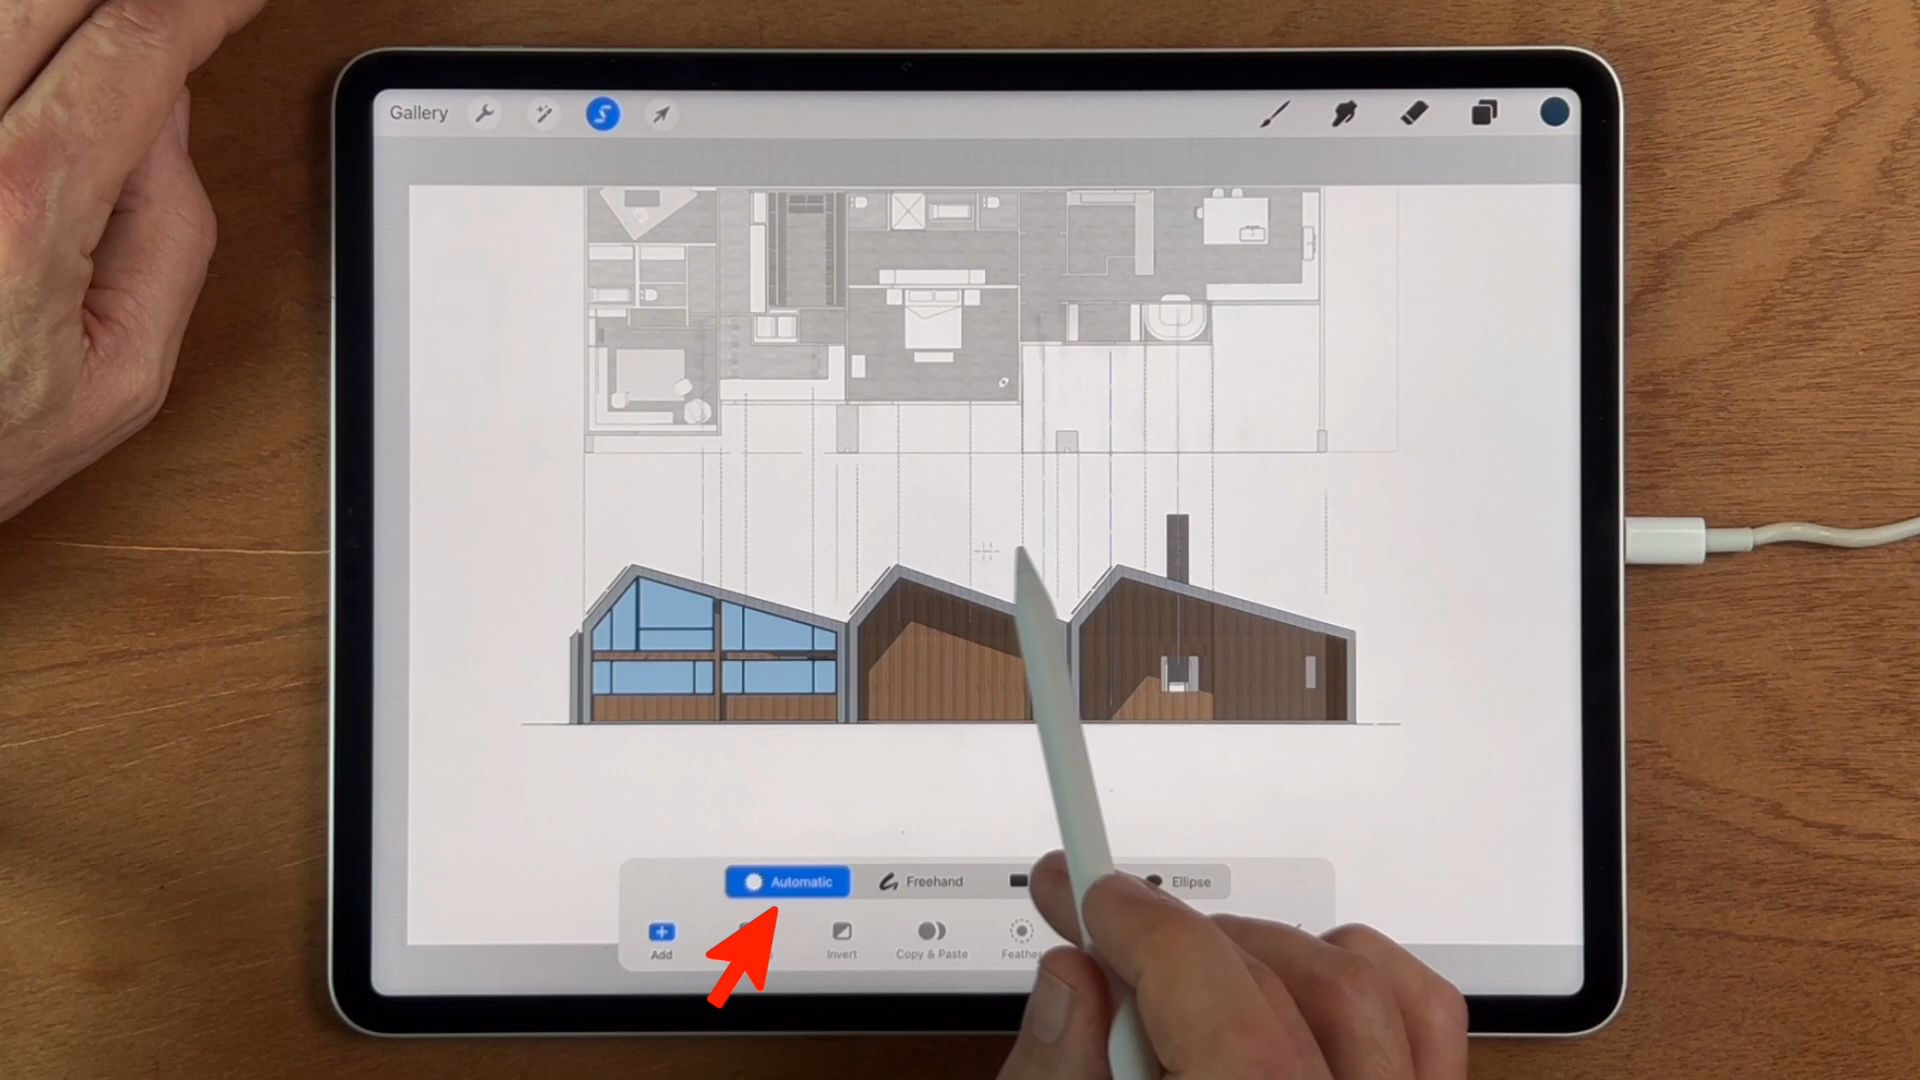 Gallery
Automatic
Freehand
Ellipse
Add
Invert
Copy & Paste
Feather